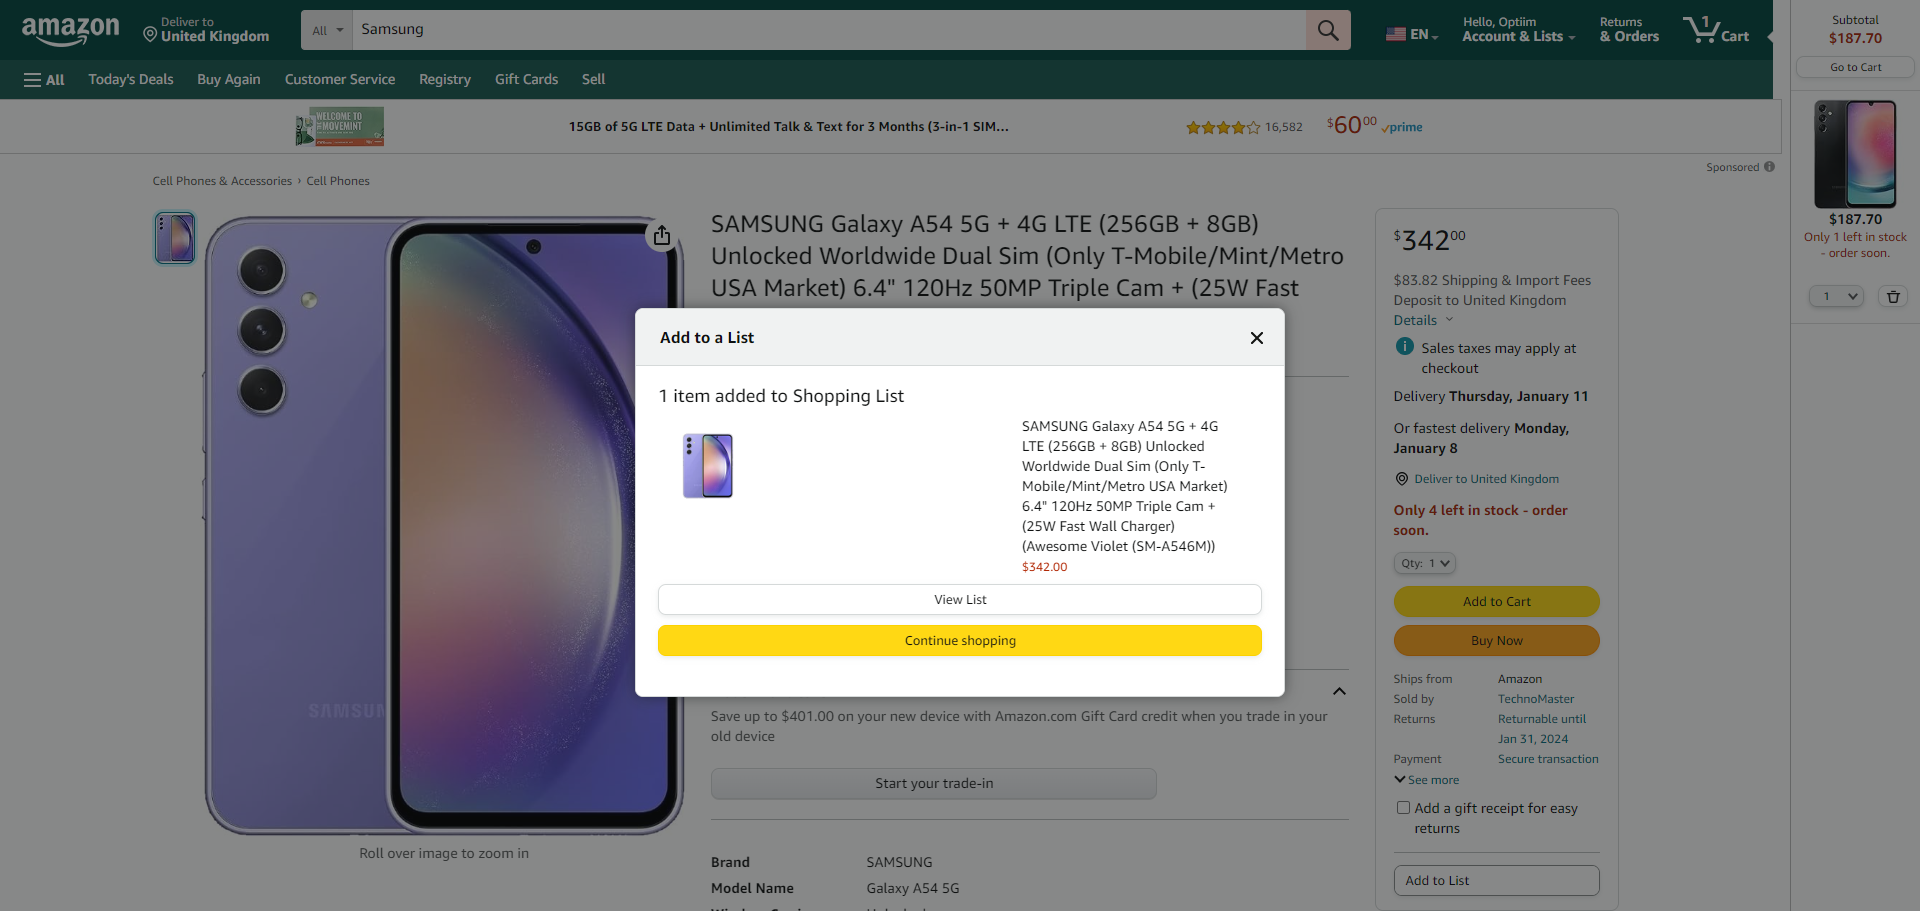 amazon
Deliver to
United Kingdom
All
Samsung
EN
Hello, Optiim
Account & Lists
Returns
& Orders
1
Cart
Subtotal
$187.70
Go to Cart
All
Today's Deals
Buy Again
Customer Service
Registry
Gift Cards
Sell
WELCOME TO
MOVEMINT
15GB of 5G LTE Data + Unlimited Talk & Text for 3 Months (3-in-1 SIM...
16,582
$60 00
prime
Sponsored
Cell Phones & Accessories › Cell Phones
SAMSUNG Galaxy A54 5G + 4G LTE (256GB + 8GB)
Unlocked Worldwide Dual Sim (Only T-Mobile/Mint/Metro
USA Market) 6.4" 120Hz 50MP Triple Cam + (25W Fast
Add to a List
1 item added to Shopping List
SAMSUNG Galaxy A54 5G + 4G
LTE (256GB + 8GB) Unlocked
Worldwide Dual Sim (Only T-
Mobile/Mint/Metro USA Market)
6.4" 120Hz 50MP Triple Cam +
(25W Fast Wall Charger)
(Awesome Violet (SM-A546M))
$342.00
View List
Continue shopping
Save up to $401.00 on your new device with Amazon.com Gift Card credit when you trade in your
old device
Start your trade-in
Brand SAMSUNG
Model Name Galaxy A54 5G
SAMSUN
Roll over image to zoom in
$342 00
$83.82 Shipping & Import Fees
Deposit to United Kingdom
Details
Sales taxes may apply at
checkout
Delivery Thursday, January 11
Or fastest delivery Monday,
January 8
Deliver to United Kingdom
Only 4 left in stock - order
soon.
Qty: 1
Add to Cart
Buy Now
Ships from Amazon
Sold by TechnoMaster
Returns Returnable until
Jan 31, 2024
Payment Secure transaction
See more
Add a gift receipt for easy
returns
Add to List
$187.70
Only 1 left in stock
- order soon.
1